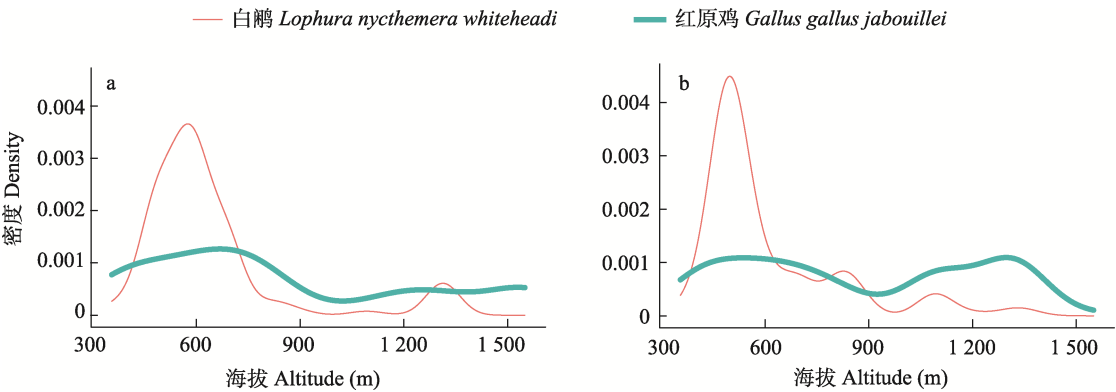 白鹇 Lophura nycthemera whiteheadi
红原鸡 Gallus gallus jabouillei
a
0.004
0.003
0.002
0.001
0
密度 Density
300
600
900
1 200
1 500
海拔 Altitude (m)
b
0.004
0.003
0.002
0.001
0
300
600
900
1 200
1 500
海拔 Altitude (m)